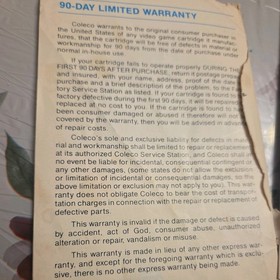 90-DAY LIMITED WARRANTY
Coleco warrants to the original consumer purchaser in
the United States of any video game cartridge it manufac-
tures, that the cartridge will be free of defects in material or
workmanship for 90 days from the date of purchase under
normal in-house use.
If your cartridge fails to operate properly DURING THE
FIRST 90 DAYS AFTER PURCHASE, return it postage prepaid
and insured, with your name, address, proof of the date of
purchase and a brief description of the problem, to the
tory Service Station as listed. If your cartridge is found to be
factory defective during the first 90 days, it will be repaired or
replaced at no cost to you. If the cartridge is found to have
been consumer damaged or abused it therefore will not be
covered by the warranty, then you will be advised in advance
of repair costs.
Coleco's sole and exclusive liability for defects in mate-
rial and workmanship shall be limited to repair or replacement
at its authorized Coleco Service Station, and Coleco shall in
no event be liable for incidental, consequential contingent or
any other damages, (some states do not allow the exclusion
or limitation of incidental or consequential damages, so the
above limitation or exclusion may not apply to you). This war-
ranty does not obligate Coleco to bear the cost of transpor-
tation charges in connection with the repair or replacement of
defective parts.
This warranty is invalid if the damage or defect is caused
by accident, act of God, consumer abuse, unauthorized
alteration or repair, vandalism or misuse.
This warranty is made in lieu of any other express war-
ranty, and except for the foregoing warranty which is exclu-
sive, there is no other express warranty being made.